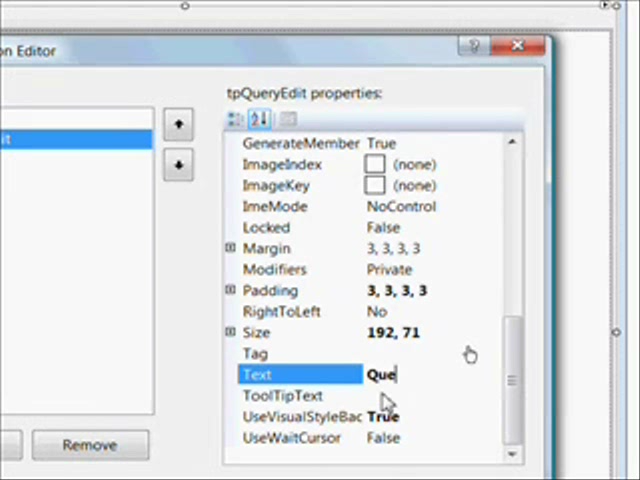 on Editor
?
tpQueryEdit properties:
it
GenerateMember True
ImageIndex (none)
ImageKey (none)
ImeMode NoControl
Locked False
Margin 3, 3, 3, 3
Modifiers Private
Padding 3, 3, 3, 3
RightToLeft No
Size 192, 71
Tag
Text Que
ToolTipText
UseVisualStyleBac True
UseWaitCursor False
Remove